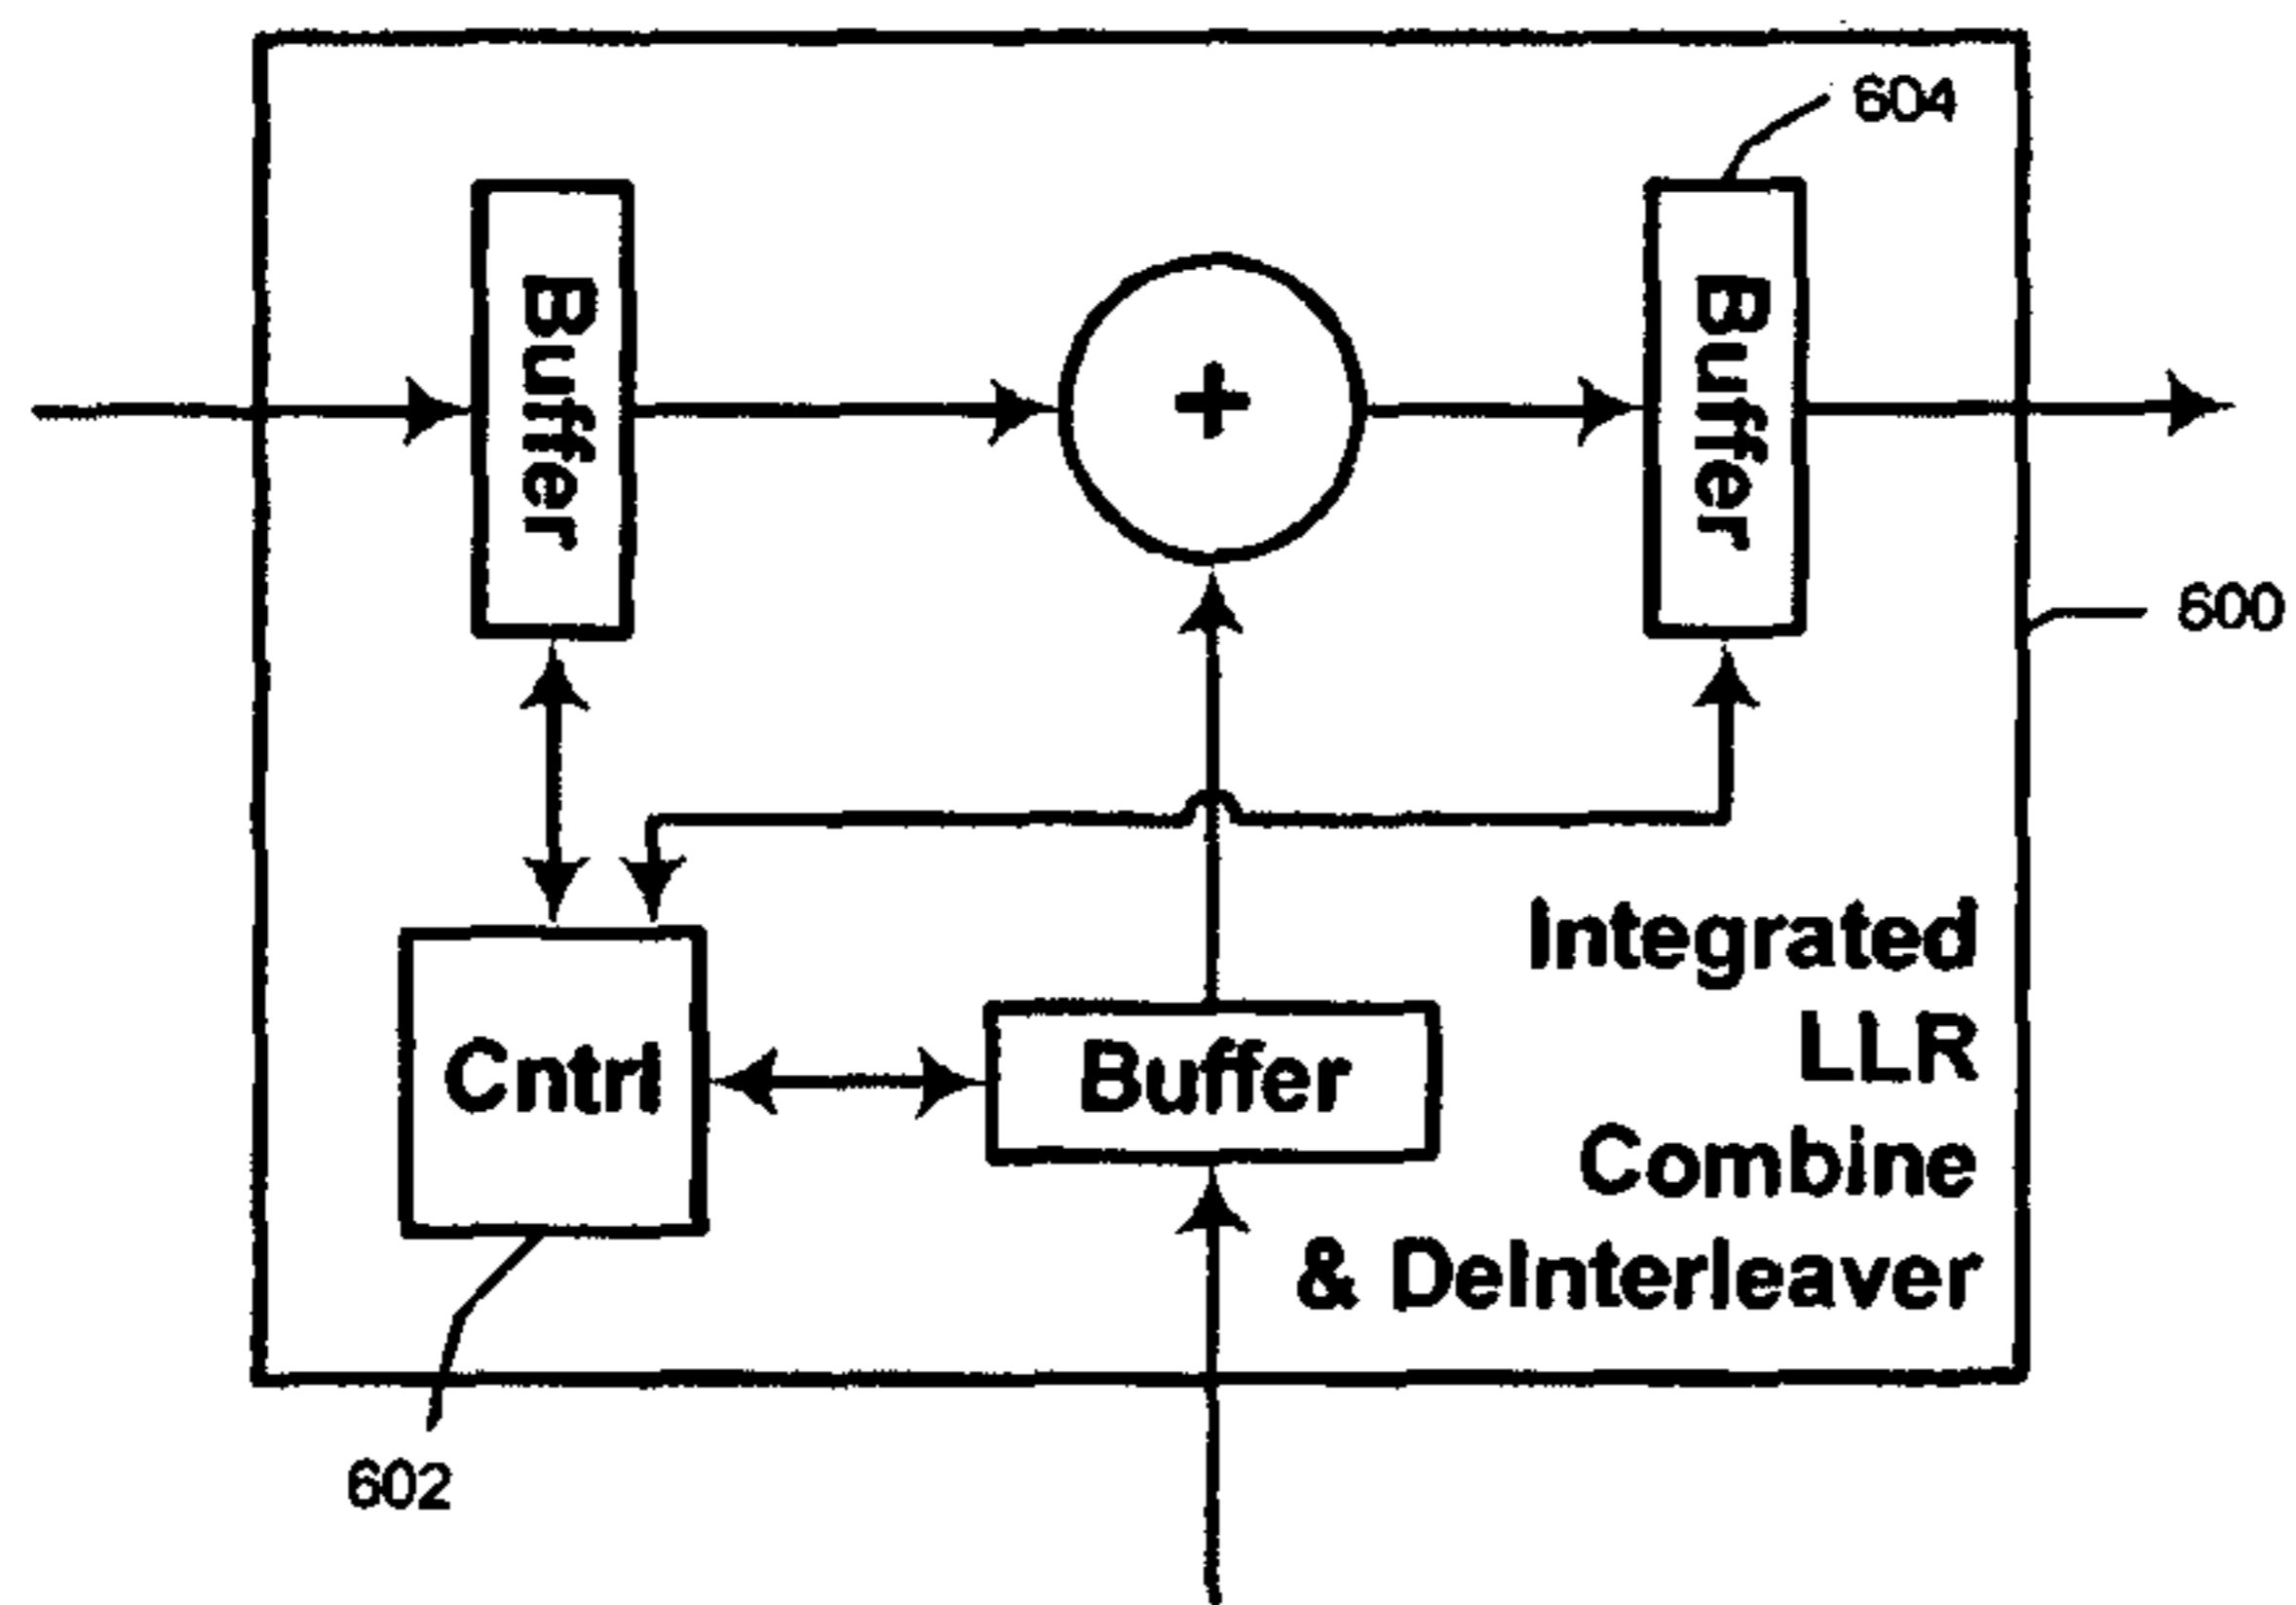 604
Buffer
+
Buffer
600
Integrated
LLR
Combine
& DeInterleaver
Cntrl
Buffer
602